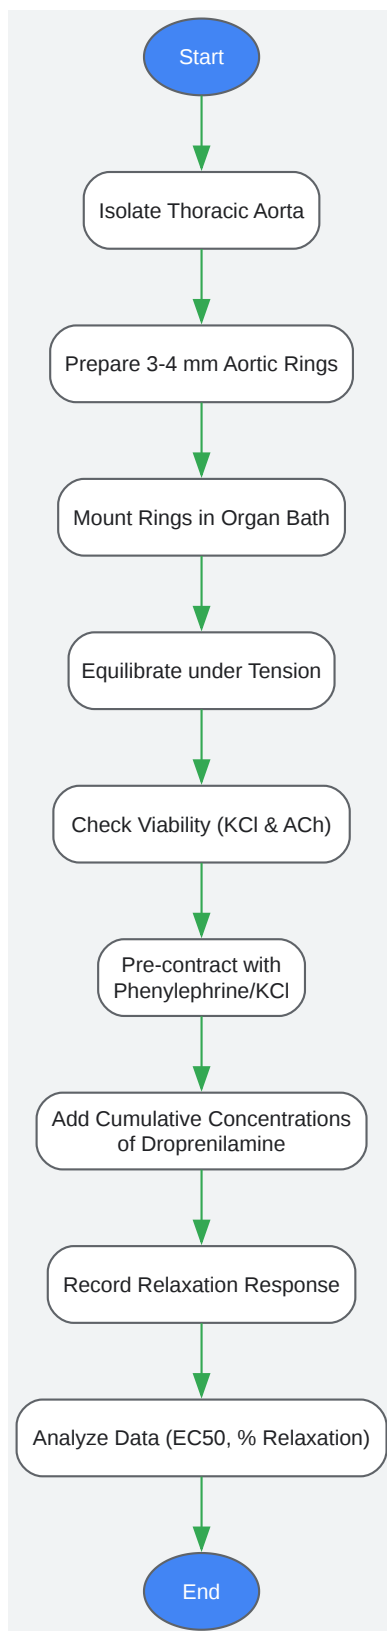 Start
Isolate Thoracic Aorta
Prepare 3-4 mm Aortic Rings
Mount Rings in Organ Bath
Equilibrate under Tension
Check Viability (KCl & ACh)
Pre-contract with
Phenylephrine/KCl
Add Cumulative Concentrations
of Droprenilamine
Record Relaxation Response
Analyze Data (EC50, % Relaxation)
End